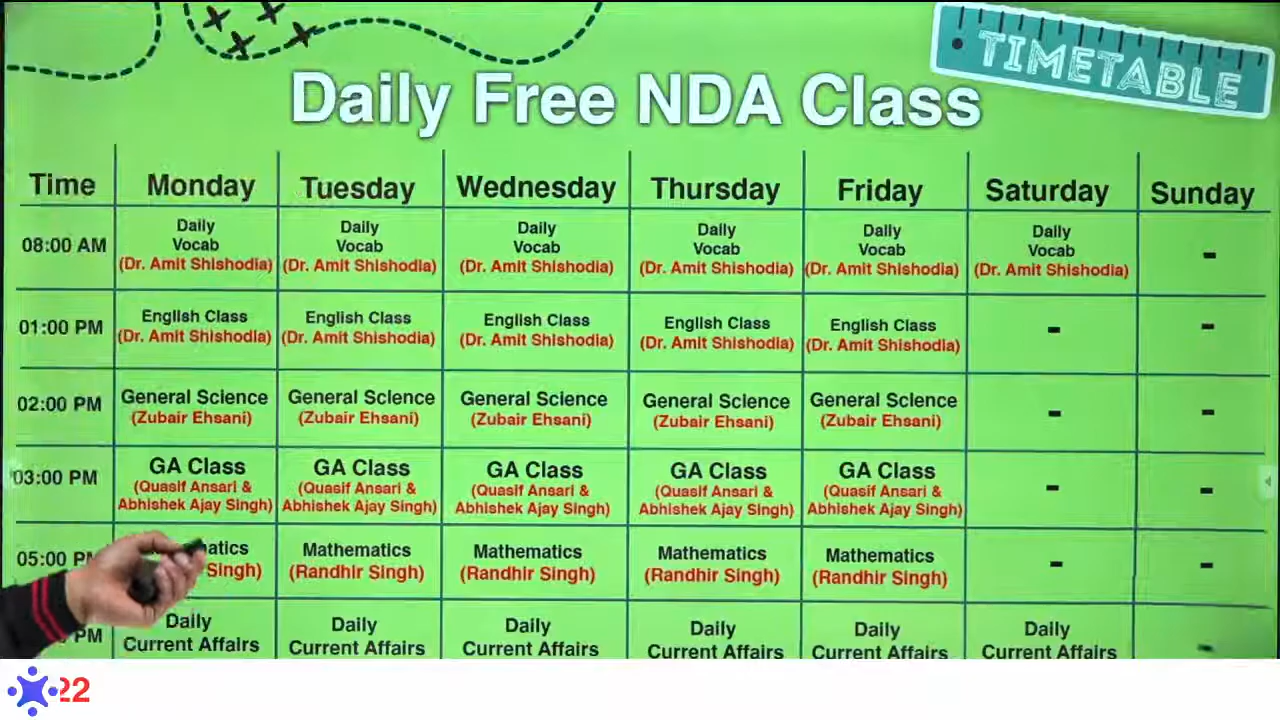 TIMETABLE
Daily Free NDA Class
Time Monday Tuesday Wednesday Thursday Friday Saturday Sunday
08:00 AM
Daily Daily Daily Daily Daily Daily
Vocab Vocab Vocab Vocab Vocab Vocab
(Dr. Amit Shishodia) (Dr. Amit Shishodia) (Dr. Amit Shishodia) (Dr. Amit Shishodia) (Dr. Amit Shishodia) (Dr. Amit Shishodia) -
01:00 PM
English Class English Class English Class English Class English Class
(Dr. Amit Shishodia) (Dr. Amit Shishodia) (Dr. Amit Shishodia) (Dr. Amit Shishodia) (Dr. Amit Shishodia) - -
02:00 PM
General Science General Science General Science General Science General Science
(Zubair Ehsani) (Zubair Ehsani) (Zubair Ehsani) (Zubair Ehsani) (Zubair Ehsani) - -
03:00 PM
GA Class GA Class GA Class GA Class GA Class
(Quasif Ansari & (Quasif Ansari & (Quasif Ansari & (Quasif Ansari & (Quasif Ansari &
Abhishek Ajay Singh) Abhishek Ajay Singh) Abhishek Ajay Singh) Abhishek Ajay Singh) Abhishek Ajay Singh) - -
05:00 PM
Mathematics Mathematics Mathematics Mathematics
Singh) (Randhir Singh) (Randhir Singh) (Randhir Singh) (Randhir Singh) - -
PM
Daily Daily Daily Daily Daily Daily
Current Affairs Current Affairs Current Affairs Current Affairs Current Affairs Current Affairs -
22